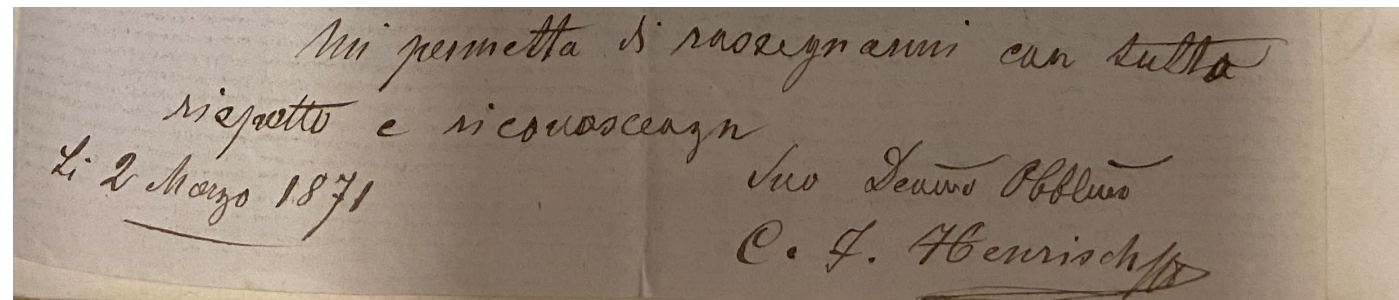 Mi permetta di rassegnarmi con tutto
rispetto e riconoscenza
Li 2 Marzo 1871
Suo Devmo Obblmo
C. F. Henrisch